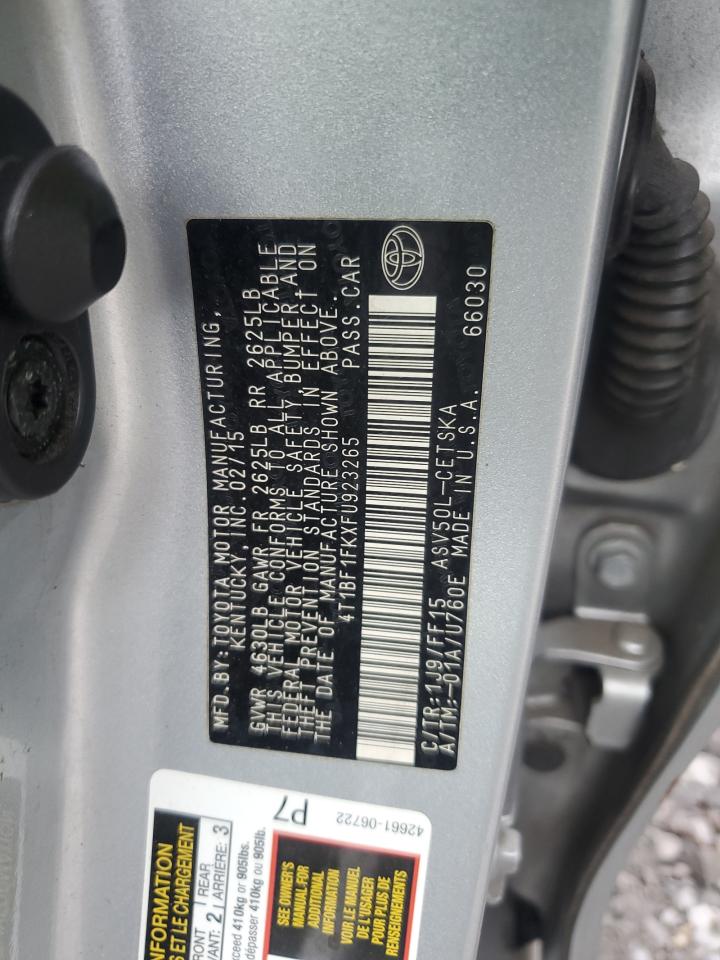 MFD.BY:TOYOTA MOTOR MANUFACTURING,
KENTUCKY, INC. 02/15
GVWR 4630LB GAWR FR 2625LB RR 2625LB
THIS VEHICLE CONFORMS TO ALL APPLICABLE
FEDERAL MOTOR VEHICLE SAFETY, BUMPER, AND
THEFT PREVENTION STANDARDS IN EFFECT ON
THE DATE OF MANUFACTURE SHOWN ABOVE.
4T1BF1FKXFU923265 PASS.CAR
C/TR:1J9/FF15 ASV50L-CETSKA
A/TM:-01A/U760E MADE IN U.S.A. 66030
P7
42661-06722
INFORMATION
S ET LE CHARGEMENT
FRONT
VANT: 2
REAR
ARRIÈRE: 3
exceed 410kg or 905lbs.
dépasser 410kg ou 905lb.
SEE OWNER'S
MANUAL FOR
ADDITIONAL
INFORMATION
VOIR LE MANUEL
DE L'USAGER
POUR PLUS DE
RENSEIGNEMENTS